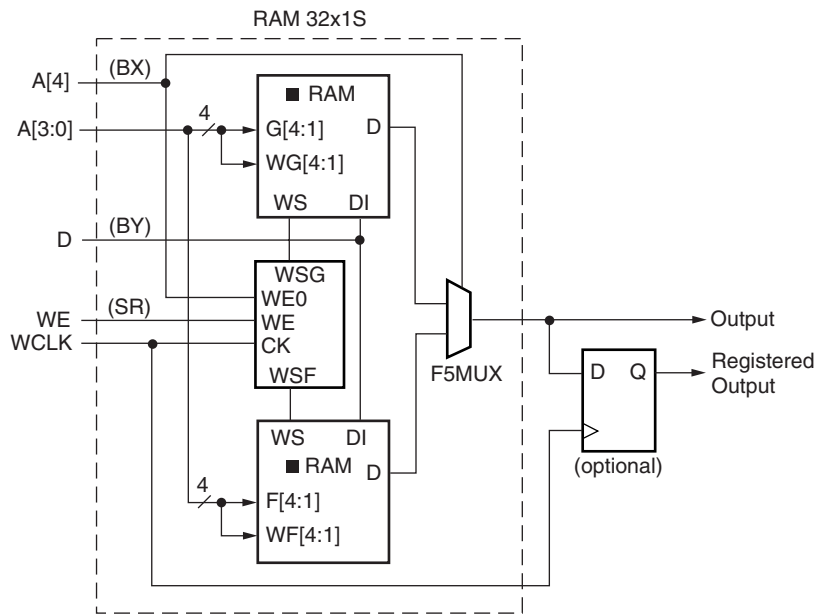 RAM 32x1S
A[4]
(BX)
A[3:0]
4
RAM
G[4:1]
D
WG[4:1]
WS
DI
D
(BY)
WSG
WE0
WE
(SR)
WE
WCLK
CK
WSF
F5MUX
Output
D
Q
Registered
Output
(optional)
WS
DI
RAM
D
4
F[4:1]
WF[4:1]